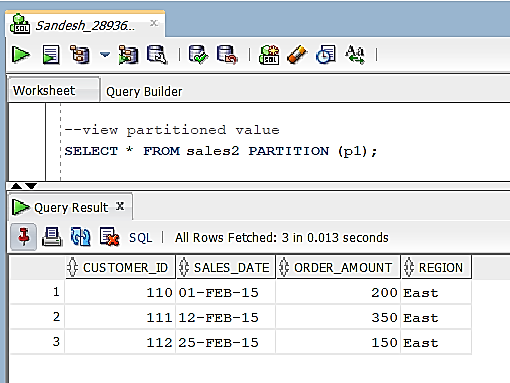 Sandesh_28936...
Worksheet Query Builder
--view partitioned value
SELECT * FROM sales2 PARTITION (p1);
Query Result
SQL | All Rows Fetched: 3 in 0.013 seconds
CUSTOMER_ID SALES_DATE ORDER_AMOUNT REGION
1 110 01-FEB-15 200 East
2 111 12-FEB-15 350 East
3 112 25-FEB-15 150 East